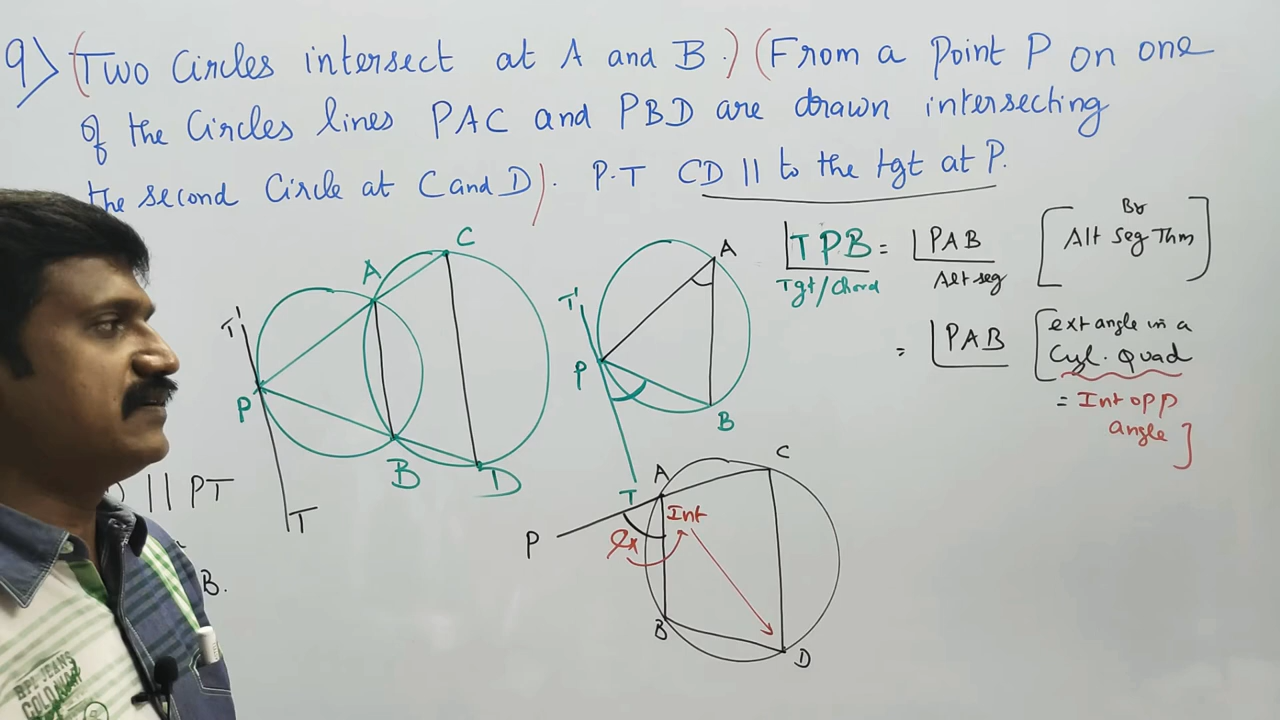 9) (Two Circles intersect at A and B.) (From a point P on one
of the Circles lines PAC and PBD are drawn intersecting
the second Circle at C and D). P.T CD || to the tgt at P.
TPB = PAB [By Alt Seg Thm]
Tgt/Chord Alt seg
= PAB [ext angle in a
Cyl. Quad
= Int opp
angle]
T' A C
P B D
T
|| PT
B.
A
T'
P
B
T
A C
P Int
Ex
B D